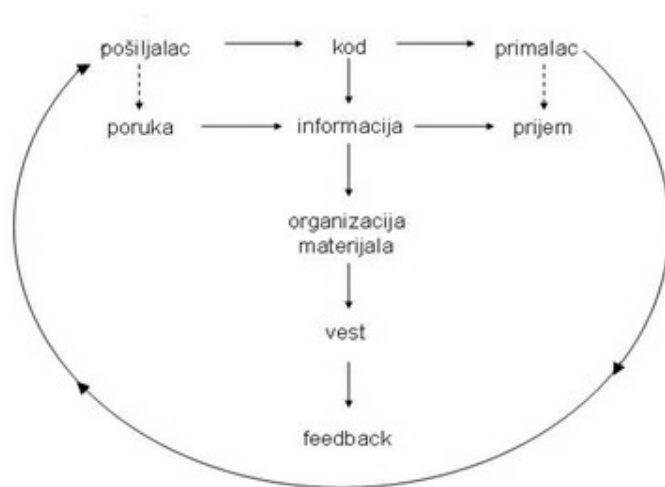 pošiljalac kod primalac
poruka informacija prijem
organizacija
materijala
vest
feedback